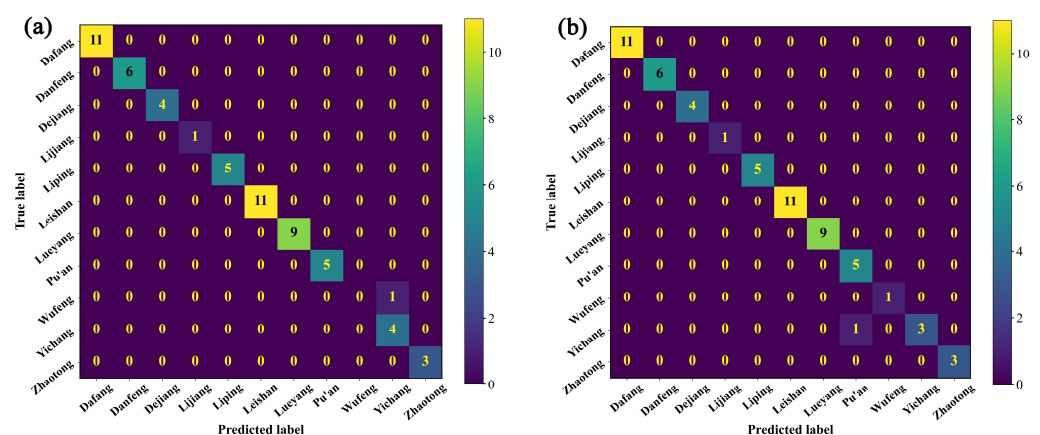 (a)
True label
Dafang 11 0 0 0 0 0 0 0 0 0 0
Danfeng 0 6 0 0 0 0 0 0 0 0 0
Dejiang 0 0 4 0 0 0 0 0 0 0 0
Lijiang 0 0 0 1 0 0 0 0 0 0 0
Liping 0 0 0 0 5 0 0 0 0 0 0
Leishan 0 0 0 0 0 11 0 0 0 0 0
Lueyang 0 0 0 0 0 0 9 0 0 0 0
Pu'an 0 0 0 0 0 0 0 5 0 0 0
Wufeng 0 0 0 0 0 0 0 0 0 1 0
Yichang 0 0 0 0 0 0 0 0 0 4 0
Zhaotong 0 0 0 0 0 0 0 0 0 0 3
Dafang Danfeng Dejiang Lijiang Liping Leishan Lueyang Pu'an Wufeng Yichang Zhaotong
Predicted label
10
8
6
4
2
0
(b)
True label
Dafang 11 0 0 0 0 0 0 0 0 0 0
Danfeng 0 6 0 0 0 0 0 0 0 0 0
Dejiang 0 0 4 0 0 0 0 0 0 0 0
Lijiang 0 0 0 1 0 0 0 0 0 0 0
Liping 0 0 0 0 5 0 0 0 0 0 0
Leishan 0 0 0 0 0 11 0 0 0 0 0
Lueyang 0 0 0 0 0 0 9 0 0 0 0
Pu'an 0 0 0 0 0 0 0 5 0 0 0
Wufeng 0 0 0 0 0 0 0 0 1 0 0
Yichang 0 0 0 0 0 0 0 1 0 3 0
Zhaotong 0 0 0 0 0 0 0 0 0 0 3
Dafang Danfeng Dejiang Lijiang Liping Leishan Lueyang Pu'an Wufeng Yichang Zhaotong
Predicted label
10
8
6
4
2
0